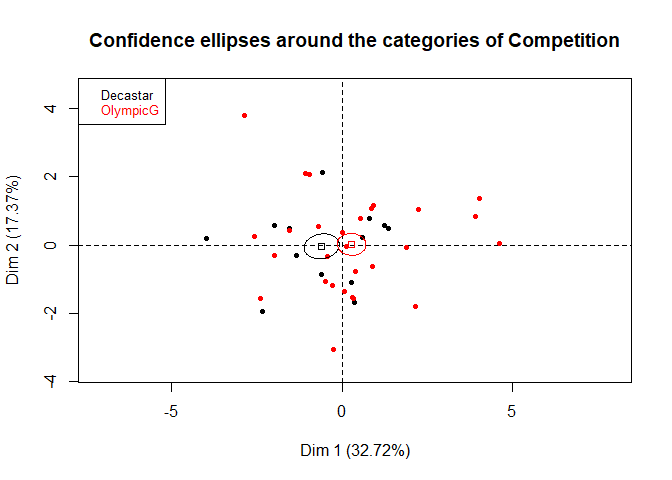 Confidence ellipses around the categories of Competition
Decastar
OlympicG
4
2
0
-2
-4
Dim 2 (17.37%)
-5
0
5
Dim 1 (32.72%)